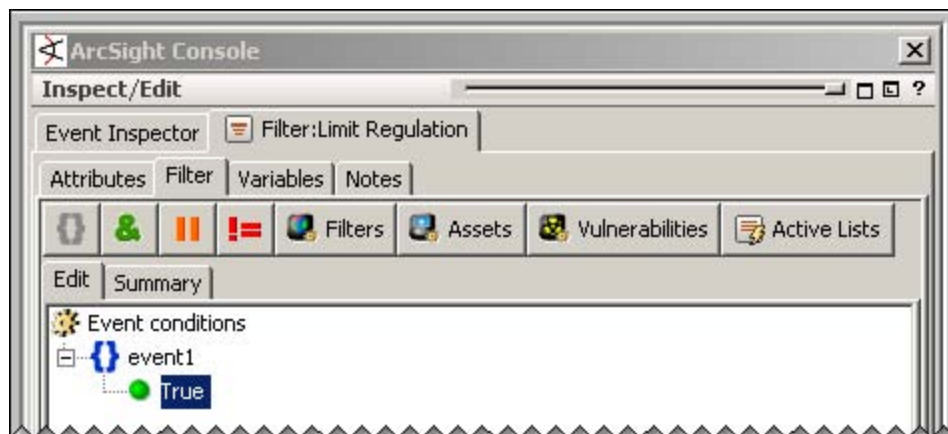 ArcSight Console
Inspect/Edit ?
Event Inspector Filter:Limit Regulation
Attributes Filter Variables Notes
{} & || != Filters Assets Vulnerabilities Active Lists
Edit Summary
Event conditions
{} event1
True